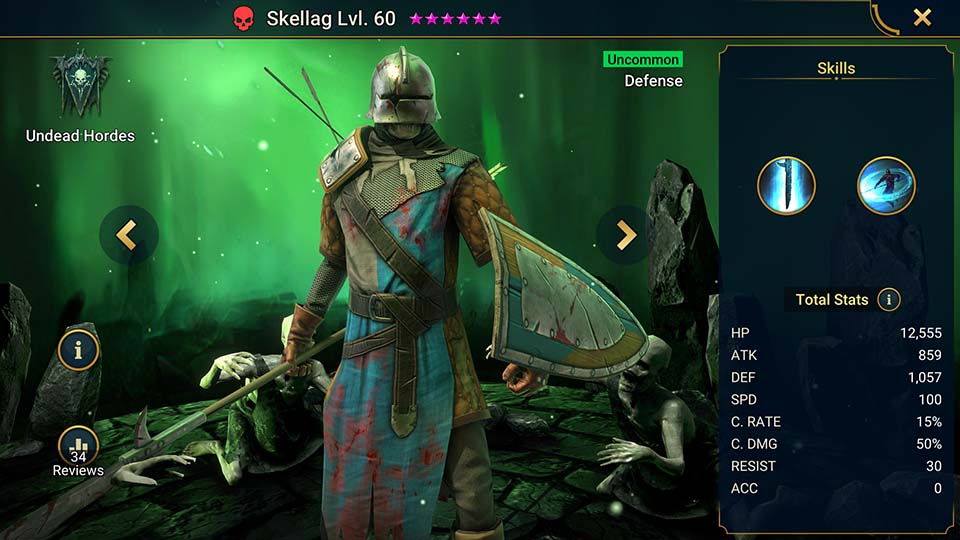 Skellag Lvl. 60
Undead Hordes
Uncommon
Defense
34
Reviews
Skills
Total Stats
HP 12,555
ATK 859
DEF 1,057
SPD 100
C. RATE 15%
C. DMG 50%
RESIST 30
ACC 0